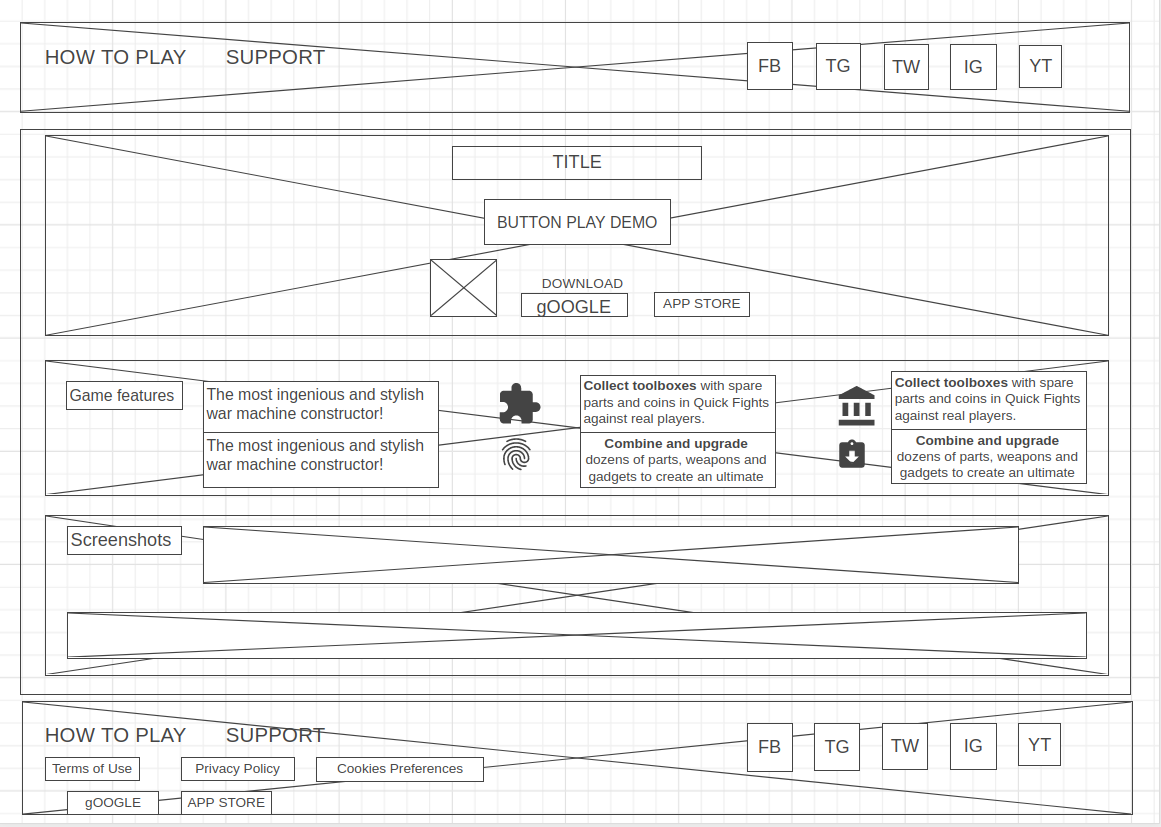 HOW TO PLAY SUPPORT FB TG TW IG YT
TITLE
BUTTON PLAY DEMO
DOWNLOAD
gOOGLE APP STORE
Game features
The most ingenious and stylish
war machine constructor!
The most ingenious and stylish
war machine constructor!
Collect toolboxes with spare
parts and coins in Quick Fights
against real players.
Combine and upgrade
dozens of parts, weapons and
gadgets to create an ultimate
Collect toolboxes with spare
parts and coins in Quick Fights
against real players.
Combine and upgrade
dozens of parts, weapons and
gadgets to create an ultimate
Screenshots
HOW TO PLAY SUPPORT FB TG TW IG YT
Terms of Use Privacy Policy Cookies Preferences
gOOGLE APP STORE